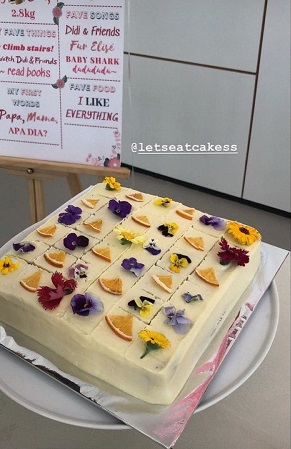 2.8kg
FAVE SONGS
Didi & Friends
Fur Elise
BABY SHARK
dudududu
FAVE THINGS
Climb stairs!
Watch Didi & Friends
read books
MY FIRST
WORDS
Papa, Mama,
APA DIA?
FAVE FOOD
I LIKE
EVERYTHING
@letseatcakess